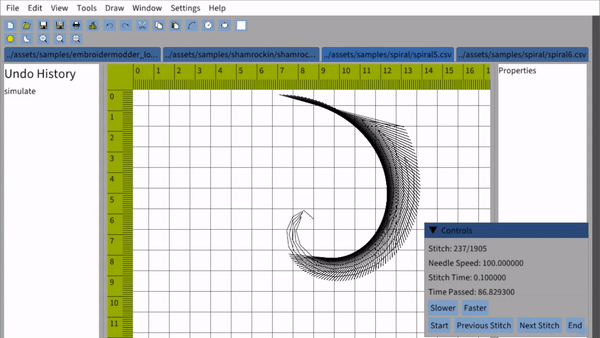 File Edit View Tools Draw Window Settings Help
../assets/samples/embroidermodder_lo... ../assets/samples/shamrockin/shamroc... ../assets/samples/spiral/spiral5.csv ../assets/samples/spiral/spiral6.csv
Undo History
simulate
0 1 2 3 4 5 6 7 8 9 10 11 12 13 14 15 16 17 18 1
Properties
0
1
2
3
4
5
6
7
8
9
10
11
Controls
Stitch: 237/1905
Needle Speed: 100.000000
Stitch Time: 0.100000
Time Passed: 86.829300
Slower Faster
Start Previous Stitch Next Stitch End